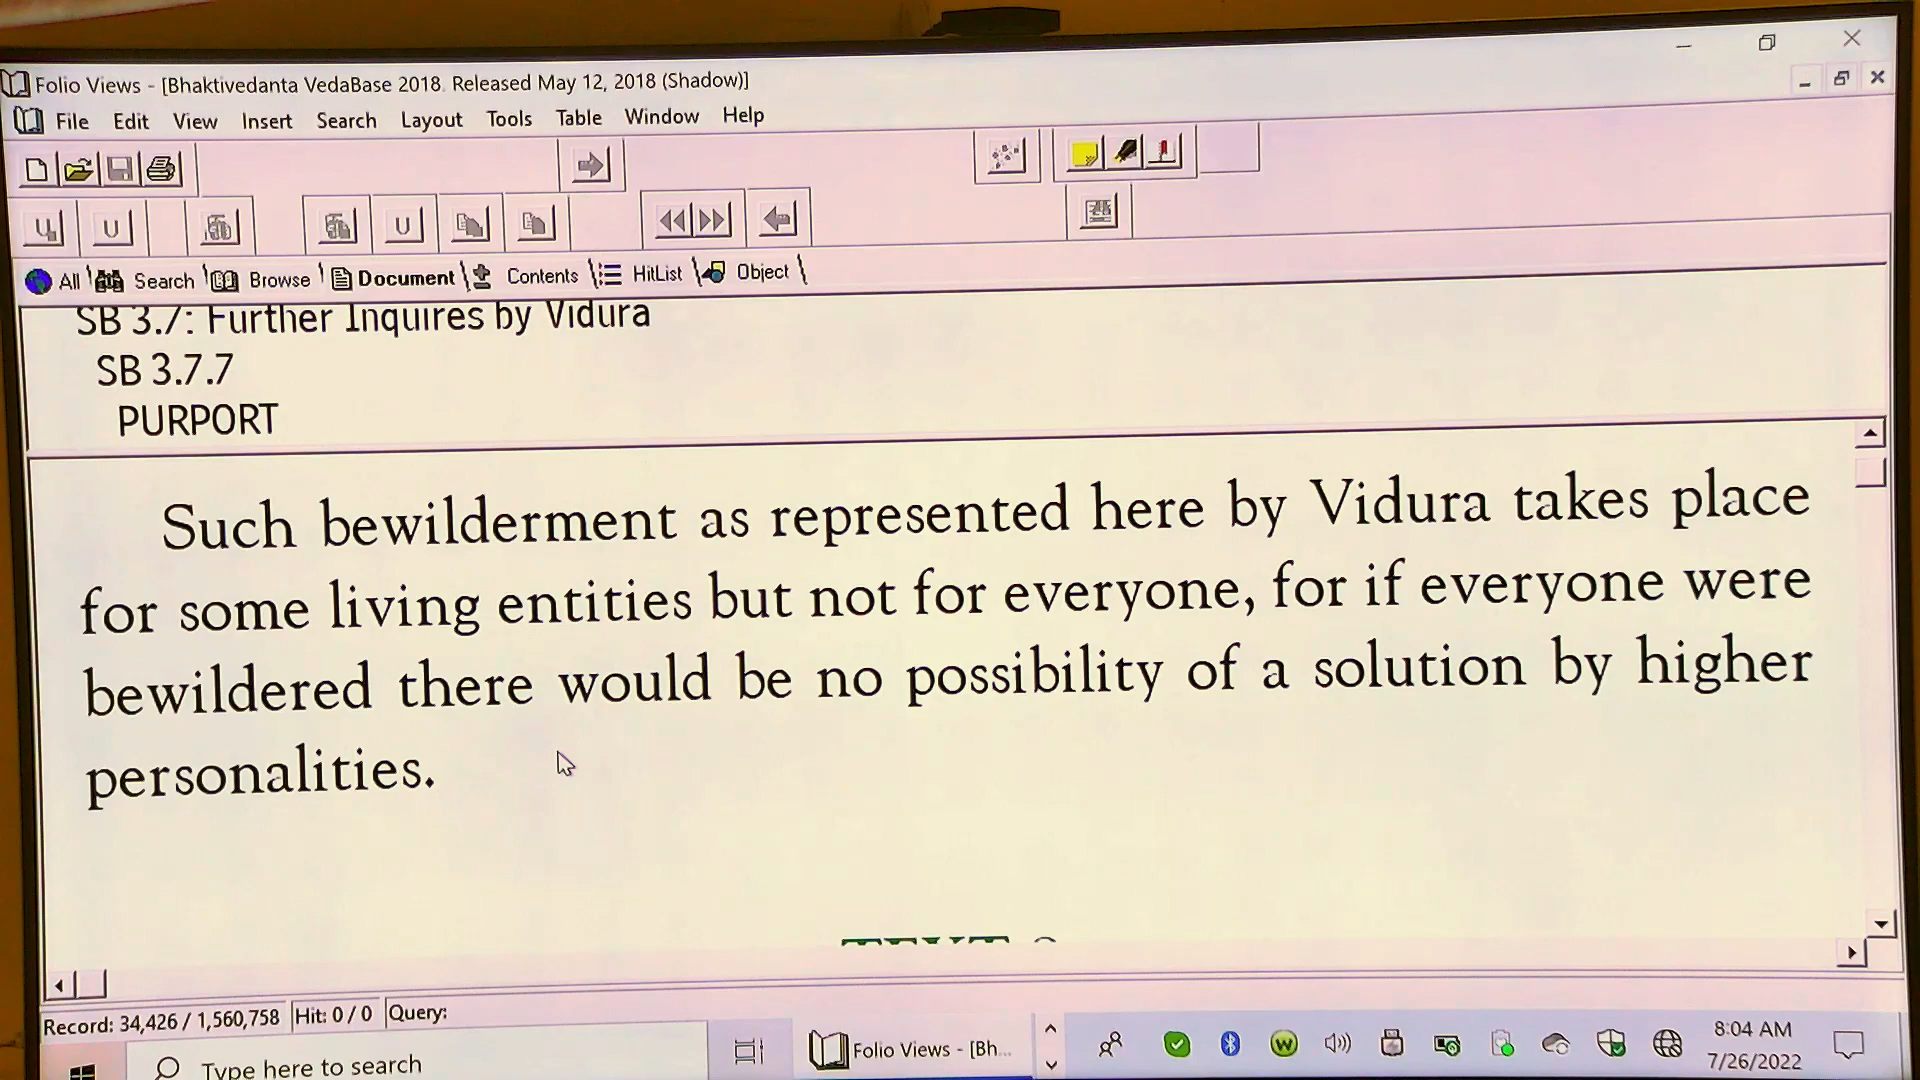 Folio Views - [Bhaktivedanta VedaBase 2018. Released May 12, 2018 (Shadow)]
File Edit View Insert Search Layout Tools Table Window Help
All Search Browse Document Contents HitList Object
SB 3.7: Further Inquires by Vidura
SB 3.7.7
PURPORT
Such bewilderment as represented here by Vidura takes place
for some living entities but not for everyone, for if everyone were
bewildered there would be no possibility of a solution by higher
personalities.
Record: 34,426 / 1,560,758 Hit: 0 / 0 Query:
Type here to search
Folio Views - [Bh...
8:04 AM
7/26/2022